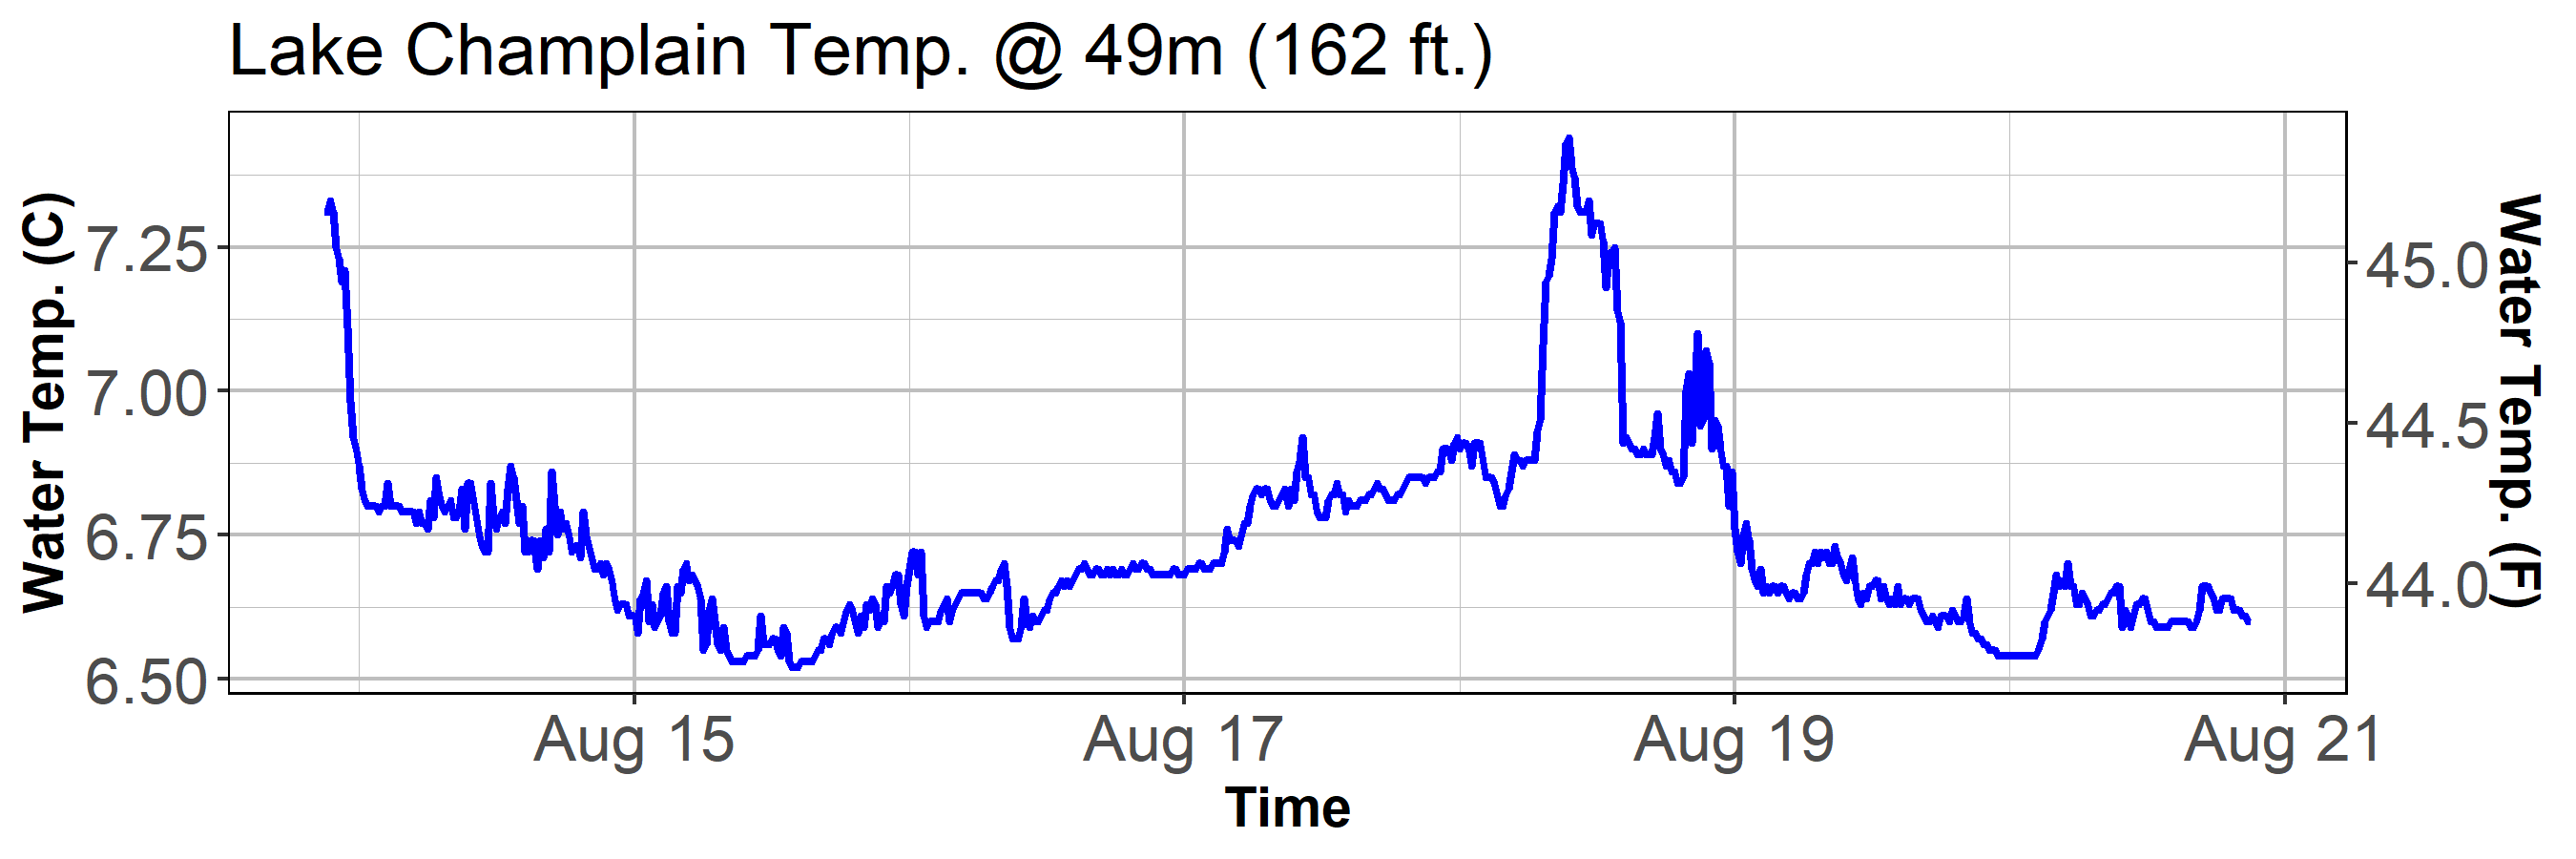 Lake Champlain Temp. @ 49m (162 ft.)
Water Temp. (C)
7.25
7.00
6.75
6.50
45.0
44.5
44.0
Water Temp. (F)
Aug 15
Aug 17
Aug 19
Aug 21
Time